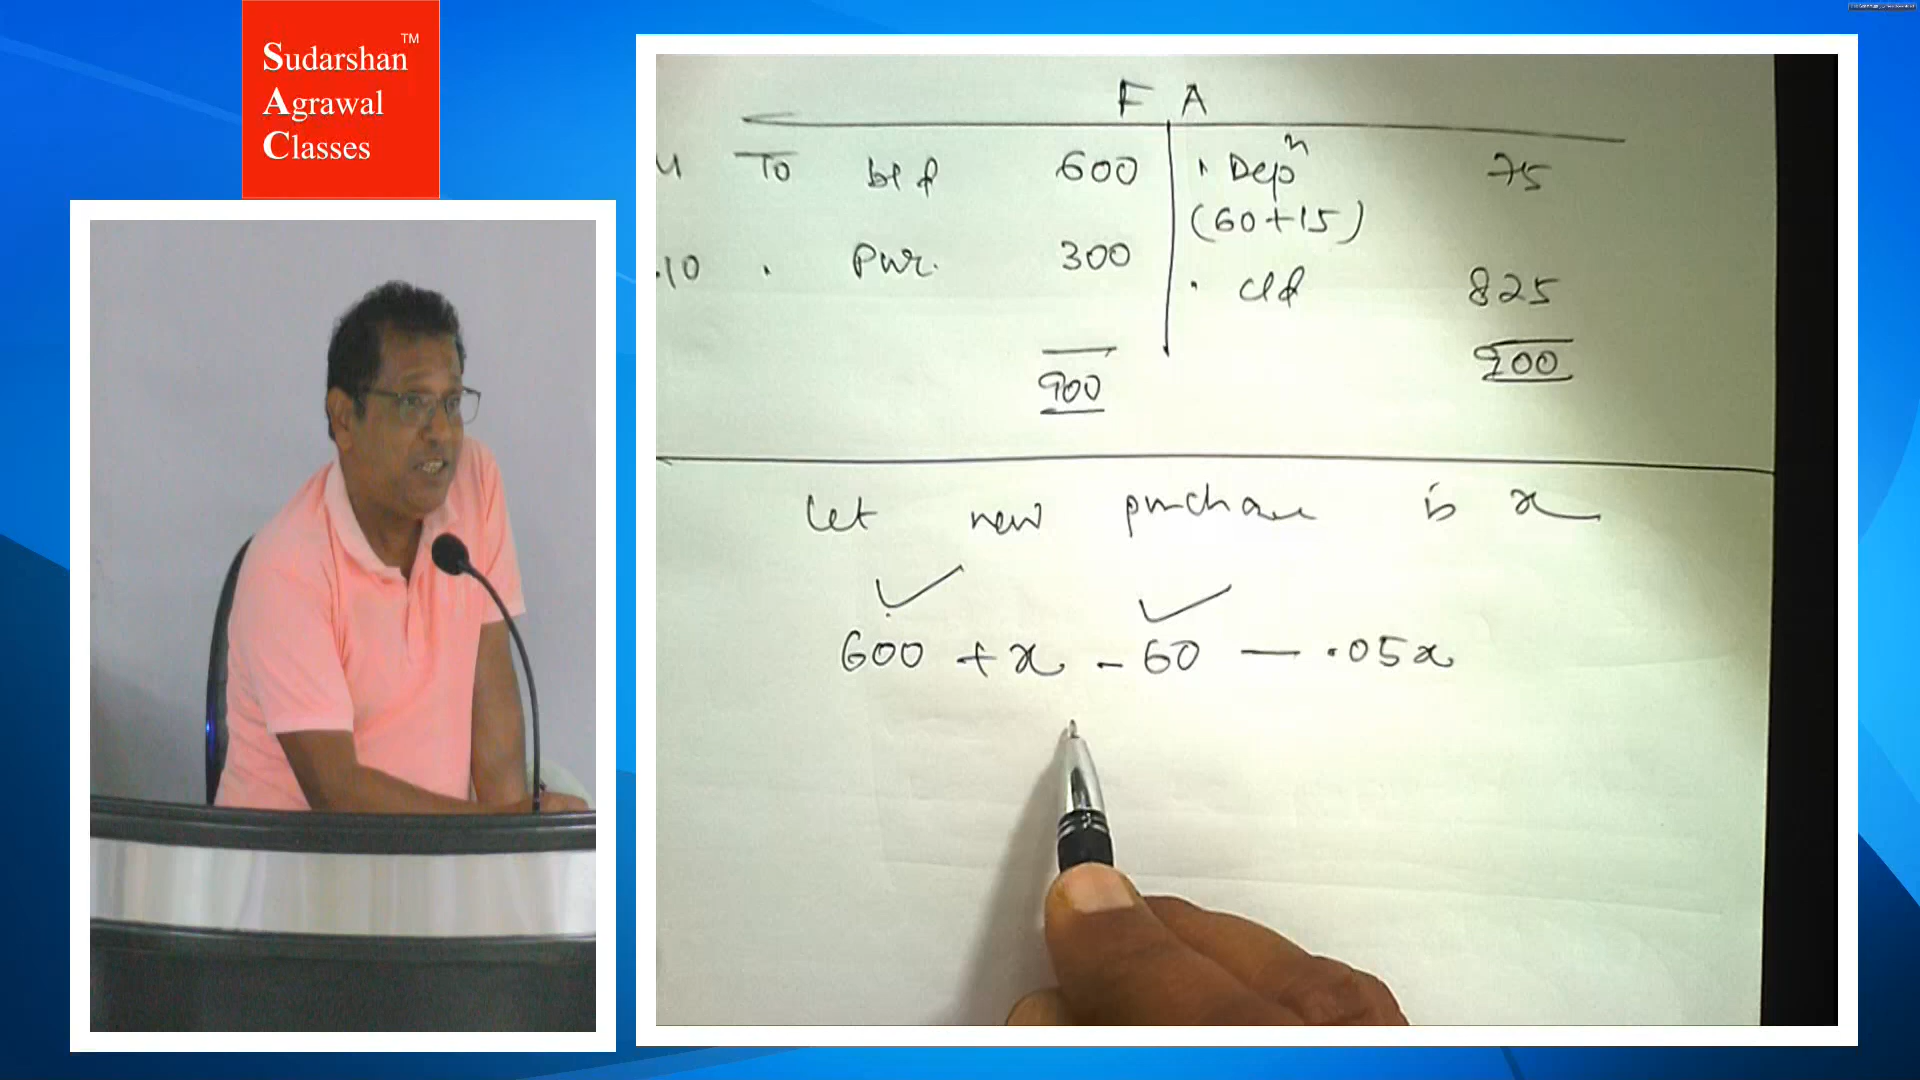 Sudarshan™
Agrawal
Classes
F A
To b/d 600 · Depⁿ 75
(60+15)
.10 · Pur. 300
· c/d 825
900 900
Let new purchase is x
600 + x - 60 - .05x